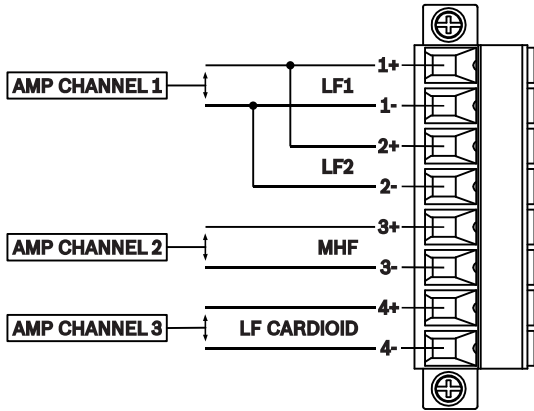 1+
AMP CHANNEL 1
LF1
1-
2+
LF2
2-
3+
AMP CHANNEL 2
MHF
3-
4+
AMP CHANNEL 3
LF CARDIOID
4-